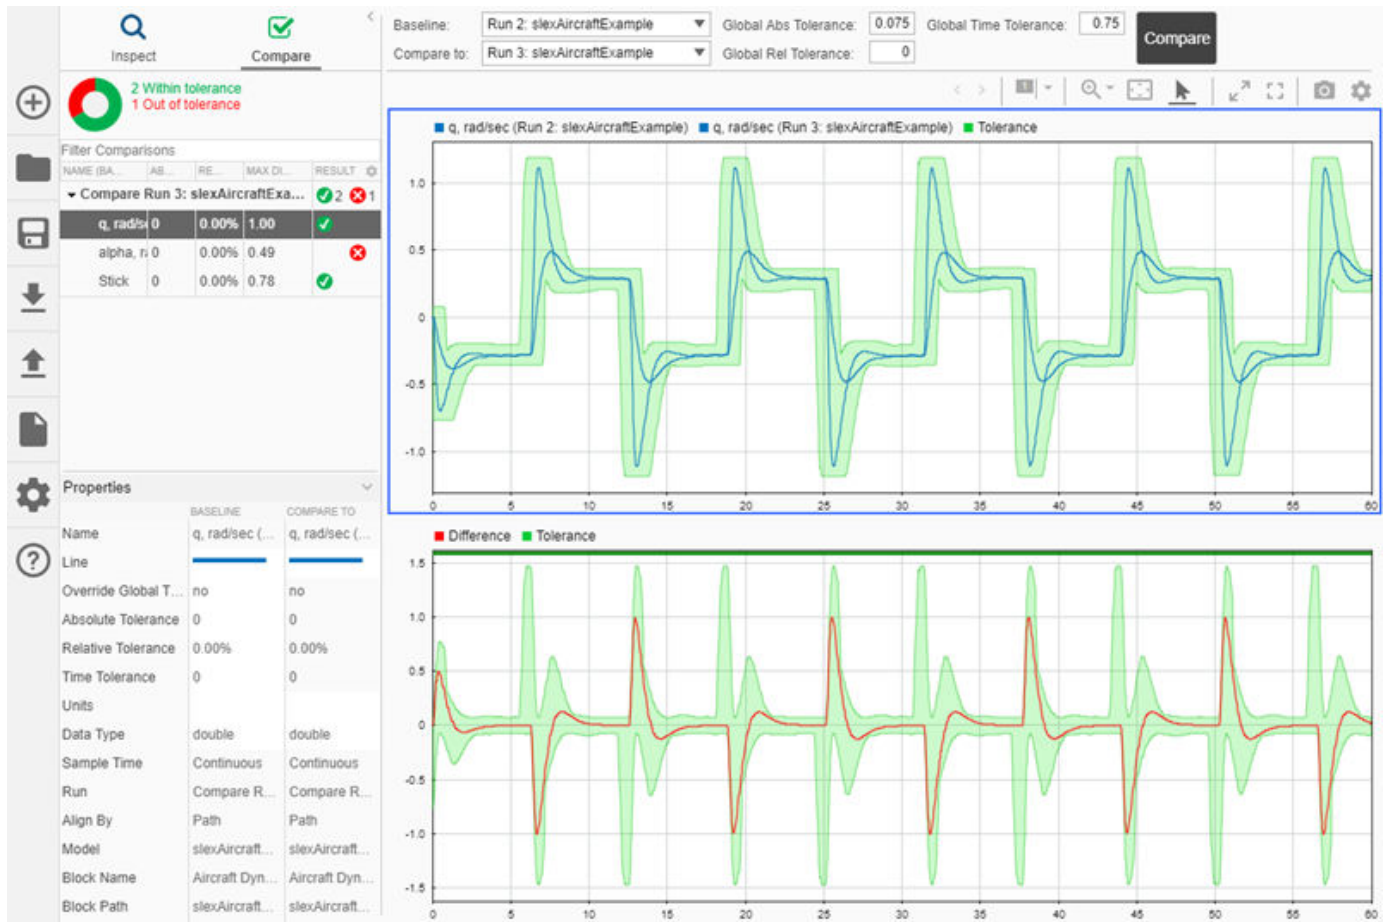 Inspect
Compare
Baseline: Run 2: slexAircraftExample Global Abs Tolerance: 0.075 Global Time Tolerance: 0.75
Compare to: Run 3: slexAircraftExample Global Rel Tolerance: 0
Compare
2 Within tolerance
1 Out of tolerance
Filter Comparisons
NAME (BA... AB... RE... MAX DI... RESULT
Compare Run 3: slexAircraftExa... 2 1
q, rad/s 0 0.00% 1.00
alpha, r 0 0.00% 0.49
Stick 0 0.00% 0.78
Properties
BASELINE COMPARE TO
Name q, rad/sec (... q, rad/sec (...
Line
Override Global T... no no
Absolute Tolerance 0 0
Relative Tolerance 0.00% 0.00%
Time Tolerance 0 0
Units
Data Type double double
Sample Time Continuous Continuous
Run Compare R... Compare R...
Align By Path Path
Model slexAircraft... slexAircraft...
Block Name Aircraft Dyn... Aircraft Dyn...
Block Path slexAircraft... slexAircraft...
q, rad/sec (Run 2: slexAircraftExample) q, rad/sec (Run 3: slexAircraftExample) Tolerance
1.0
0.5
0
-0.5
-1.0
0 5 10 15 20 25 30 35 40 45 50 55 60
Difference Tolerance
1.5
1.0
0.5
0
-0.5
-1.0
-1.5
0 5 10 15 20 25 30 35 40 45 50 55 60